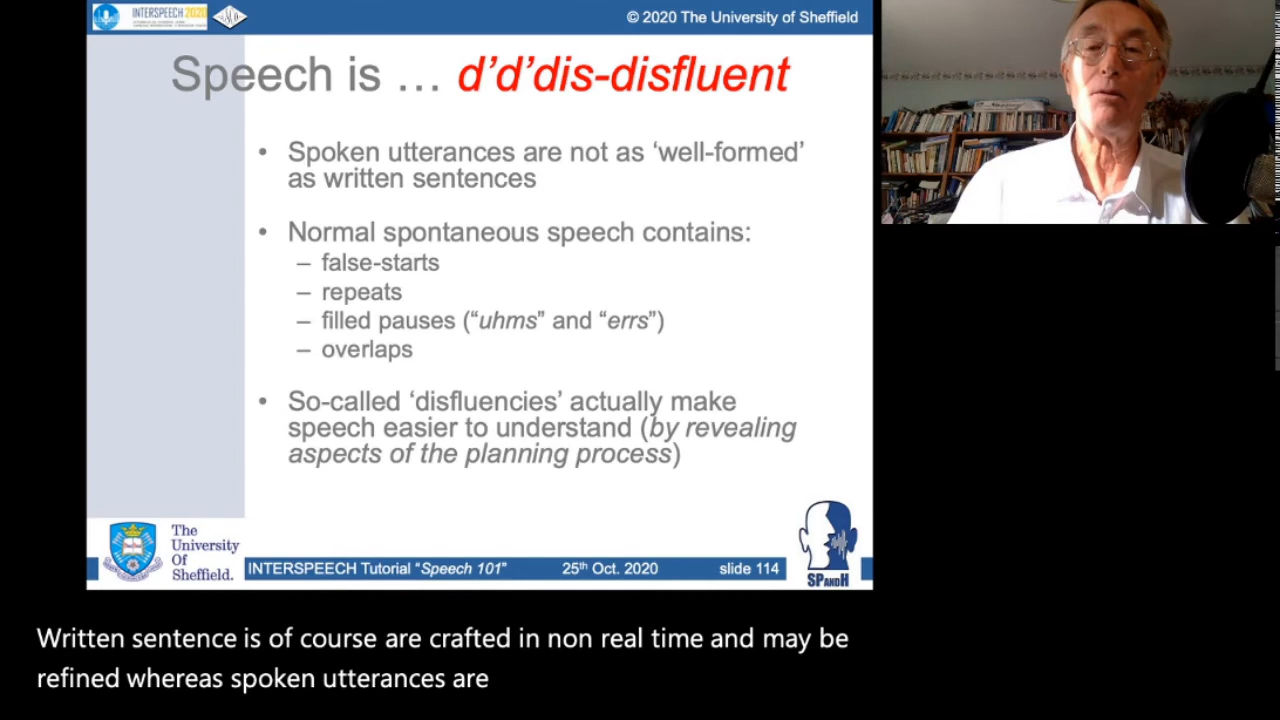 INTERSPEECH 2020
© 2020 The University of Sheffield
Speech is … d’d’dis-disfluent
• Spoken utterances are not as ‘well-formed’
as written sentences
• Normal spontaneous speech contains:
– false-starts
– repeats
– filled pauses (“uhms” and “errs”)
– overlaps
• So-called ‘disfluencies’ actually make
speech easier to understand (by revealing
aspects of the planning process)
The
University
Of
Sheffield.
INTERSPEECH Tutorial “Speech 101” 25th Oct. 2020 slide 114
SPANDH
Written sentence is of course are crafted in non real time and may be
refined whereas spoken utterances are